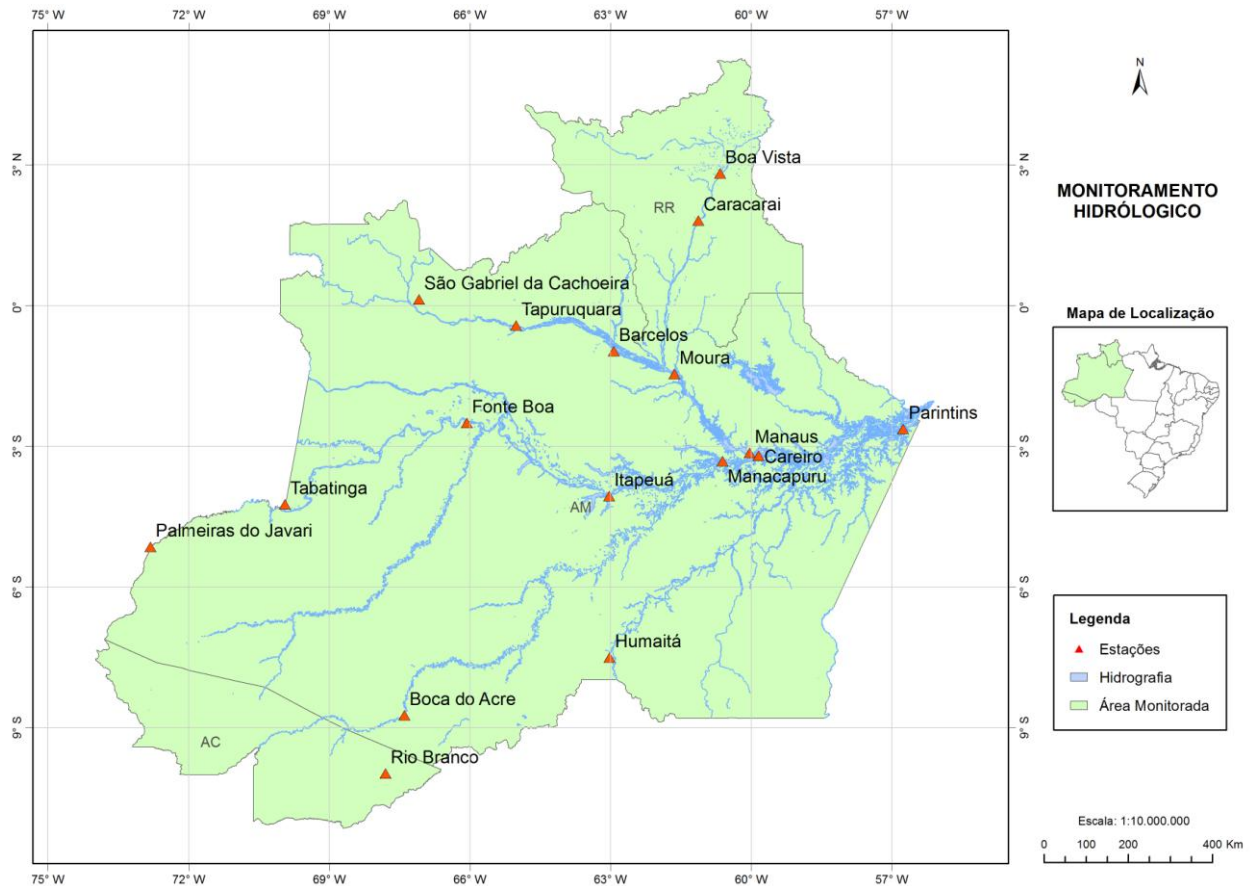 75° W 72° W 69° W 66° W 63° W 60° W 57° W
3° N
0°
3° S
6° S
9° S
Boa Vista
Caracarai
RR
São Gabriel da Cachoeira
Tapuruquara
Barcelos
Moura
Fonte Boa
Parintins
Manaus
Careiro
Manacapuru
Itapeuá
AM
Tabatinga
Palmeiras do Javari
Humaitá
Boca do Acre
AC
Rio Branco
3° N
0°
3° S
6° S
9° S
75° W 72° W 69° W 66° W 63° W 60° W 57° W
N
MONITORAMENTO
HIDRÓLOGICO
Mapa de Localização
Legenda
Estações
Hidrografia
Área Monitorada
Escala: 1:10.000.000
0 100 200 400 Km